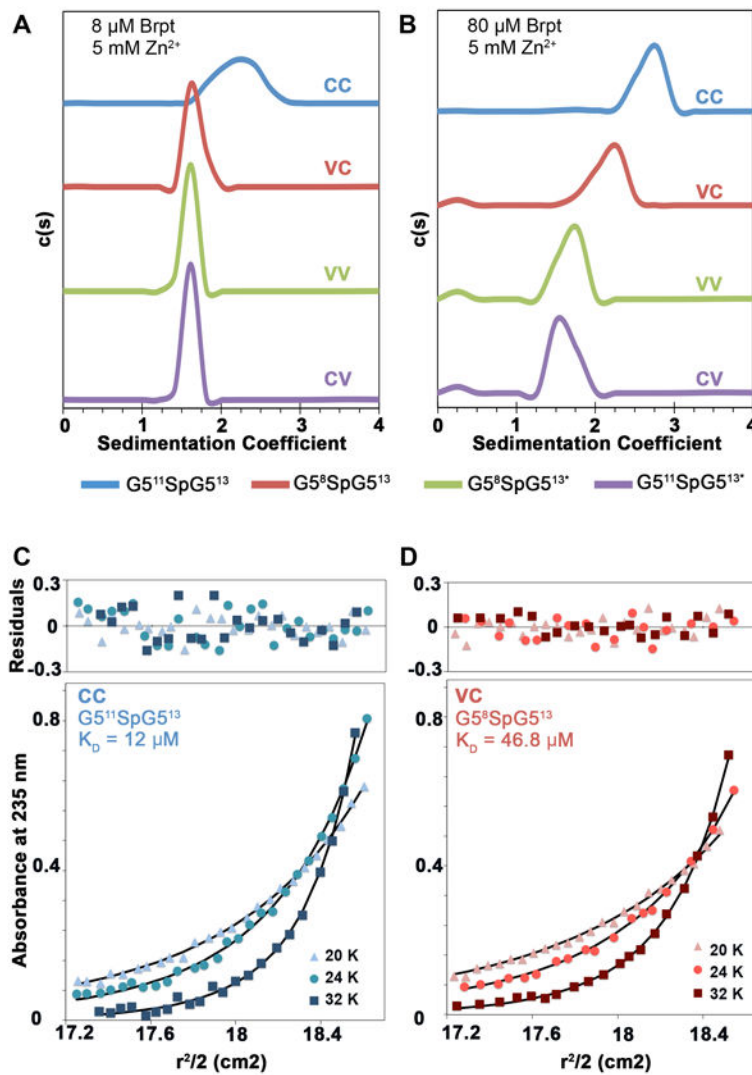 A
8 µM Brpt
5 mM Zn²⁺
CC
VC
VV
CV
c(s)
0 1 2 3 4
Sedimentation Coefficient
B
80 µM Brpt
5 mM Zn²⁺
CC
VC
VV
CV
c(s)
0 1 2 3 4
Sedimentation Coefficient
G5¹¹SpG5¹³ G5⁸SpG5¹³ G5⁸SpG5¹³* G5¹¹SpG5¹³*
C
Residuals
0.3
0
-0.3
CC
G5¹¹SpG5¹³
K_D = 12 µM
Absorbance at 235 nm
0.8
0.4
0
20 K
24 K
32 K
17.2 17.6 18 18.4
r²/2 (cm2)
D
0.3
0
-0.3
VC
G5⁸SpG5¹³
K_D = 46.8 µM
0.8
0.4
0
20 K
24 K
32 K
17.2 17.6 18 18.4
r²/2 (cm2)